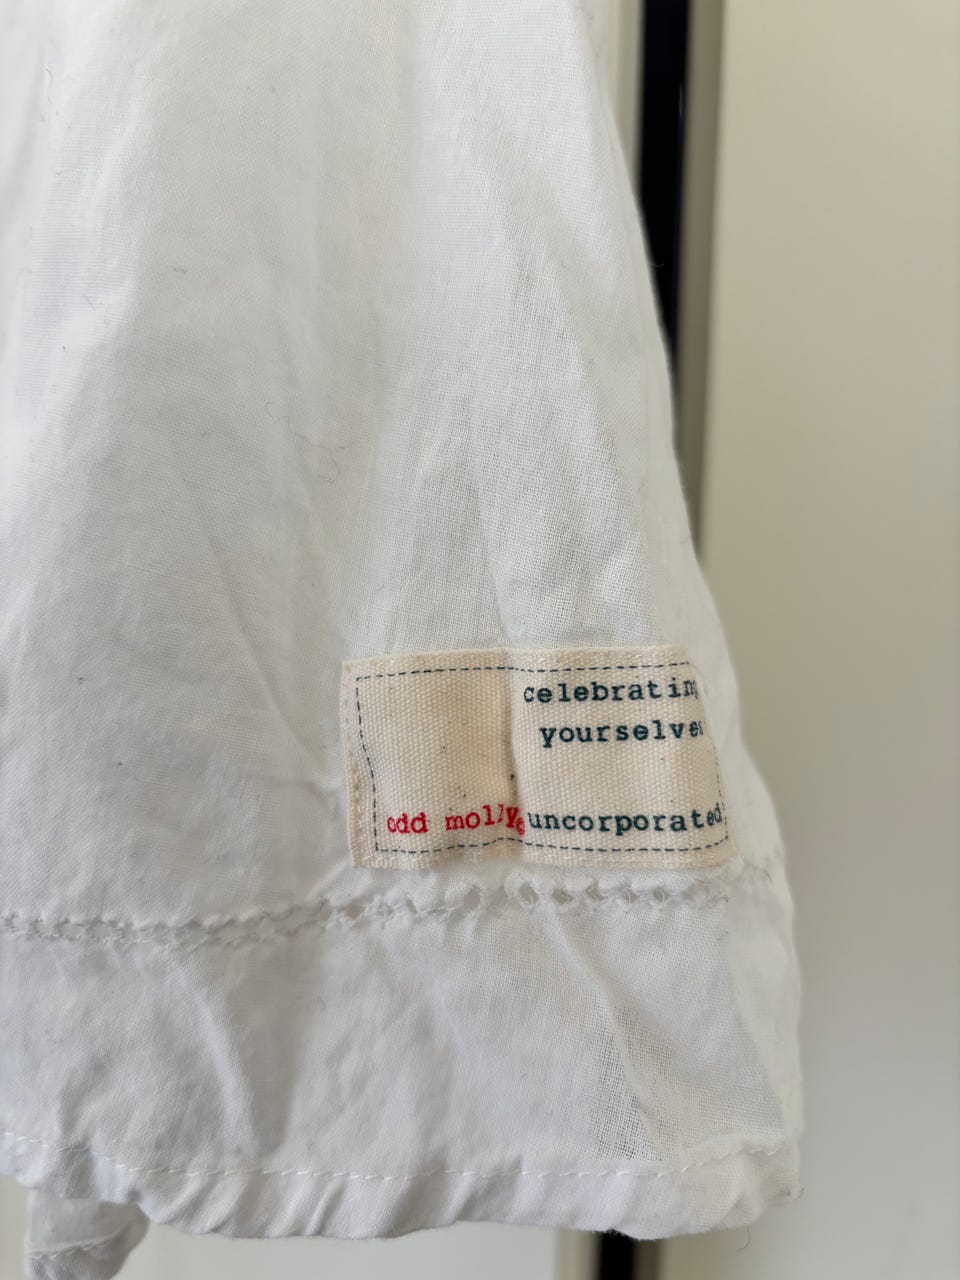 celebrating
yourselves
odd molly© uncorporated